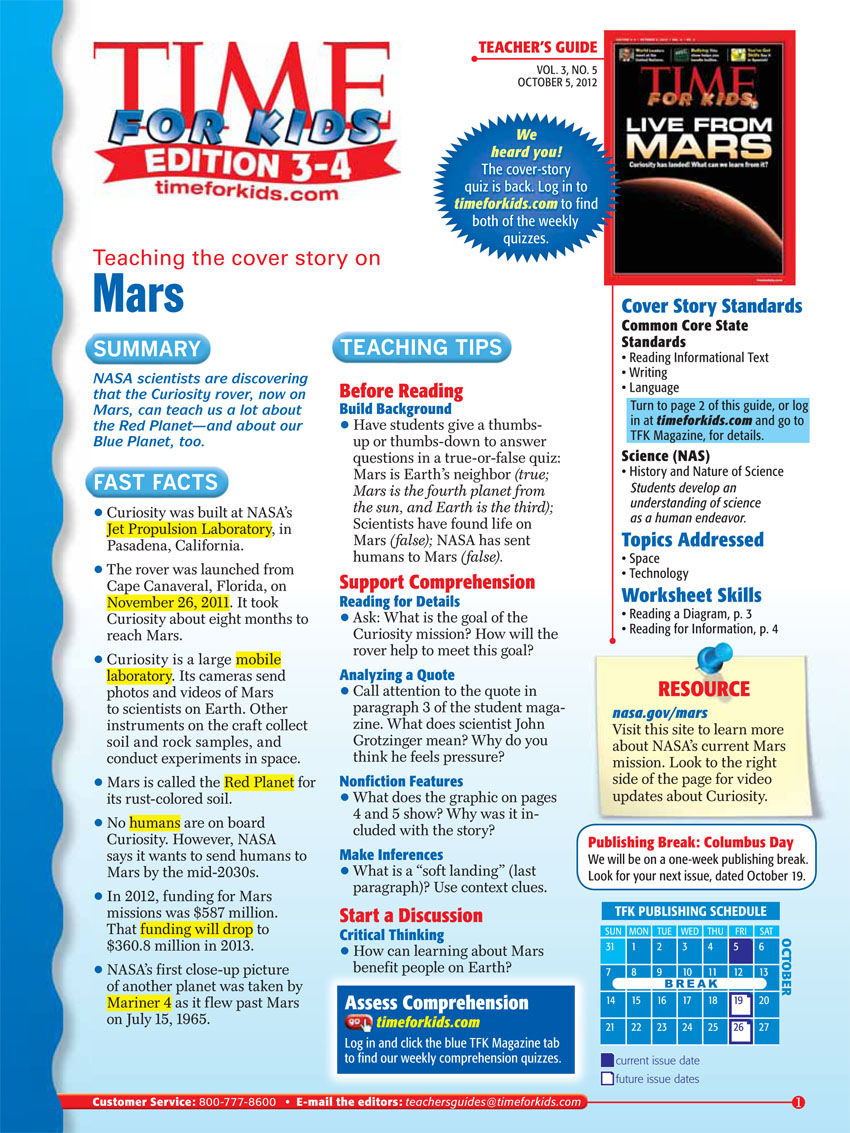 TIME
FOR KIDS
EDITION 3-4
timeforkids.com
TEACHER'S GUIDE
VOL. 3, NO. 5
OCTOBER 5, 2012
We
heard you!
The cover-story
quiz is back. Log in to
timeforkids.com to find
both of the weekly
quizzes.
World Leaders
TIME
FOR KIDS
LIVE FROM
MARS
Curiosity has landed! What can we learn from it?
Teaching the cover story on
Mars
SUMMARY
NASA scientists are discovering
that the Curiosity rover, now on
Mars, can teach us a lot about
the Red Planet—and about our
Blue Planet, too.
FAST FACTS
• Curiosity was built at NASA's
Jet Propulsion Laboratory, in
Pasadena, California.
• The rover was launched from
Cape Canaveral, Florida, on
November 26, 2011. It took
Curiosity about eight months to
reach Mars.
• Curiosity is a large mobile
laboratory. Its cameras send
photos and videos of Mars
to scientists on Earth. Other
instruments on the craft collect
soil and rock samples, and
conduct experiments in space.
• Mars is called the Red Planet for
its rust-colored soil.
• No humans are on board
Curiosity. However, NASA
says it wants to send humans to
Mars by the mid-2030s.
• In 2012, funding for Mars
missions was $587 million.
That funding will drop to
$360.8 million in 2013.
• NASA's first close-up picture
of another planet was taken by
Mariner 4 as it flew past Mars
on July 15, 1965.
TEACHING TIPS
Before Reading
Build Background
• Have students give a thumbs-
up or thumbs-down to answer
questions in a true-or-false quiz:
Mars is Earth's neighbor (true;
Mars is the fourth planet from
the sun, and Earth is the third);
Scientists have found life on
Mars (false); NASA has sent
humans to Mars (false).
Support Comprehension
Reading for Details
• Ask: What is the goal of the
Curiosity mission? How will the
rover help to meet this goal?
Analyzing a Quote
• Call attention to the quote in
paragraph 3 of the student maga-
zine. What does scientist John
Grotzinger mean? Why do you
think he feels pressure?
Nonfiction Features
• What does the graphic on pages
4 and 5 show? Why was it in-
cluded with the story?
Make Inferences
• What is a "soft landing" (last
paragraph)? Use context clues.
Start a Discussion
Critical Thinking
• How can learning about Mars
benefit people on Earth?
Assess Comprehension
GO timeforkids.com
Log in and click the blue TFK Magazine tab
to find our weekly comprehension quizzes.
Cover Story Standards
Common Core State
Standards
• Reading Informational Text
• Writing
• Language
Turn to page 2 of this guide, or log
in at timeforkids.com and go to
TFK Magazine, for details.
Science (NAS)
• History and Nature of Science
Students develop an
understanding of science
as a human endeavor.
Topics Addressed
• Space
• Technology
Worksheet Skills
• Reading a Diagram, p. 3
• Reading for Information, p. 4
RESOURCE
nasa.gov/mars
Visit this site to learn more
about NASA's current Mars
mission. Look to the right
side of the page for video
updates about Curiosity.
Publishing Break: Columbus Day
We will be on a one-week publishing break.
Look for your next issue, dated October 19.
TFK PUBLISHING SCHEDULE
SUN MON TUE WED THU FRI SAT
31 1 2 3 4 5 6
7 8 9 10 11 12 13
BREAK
14 15 16 17 18 19 20
21 22 23 24 25 26 27
OCTOBER
current issue date
future issue dates
Customer Service: 800-777-8600 • E-mail the editors: teachersguides@timeforkids.com
1